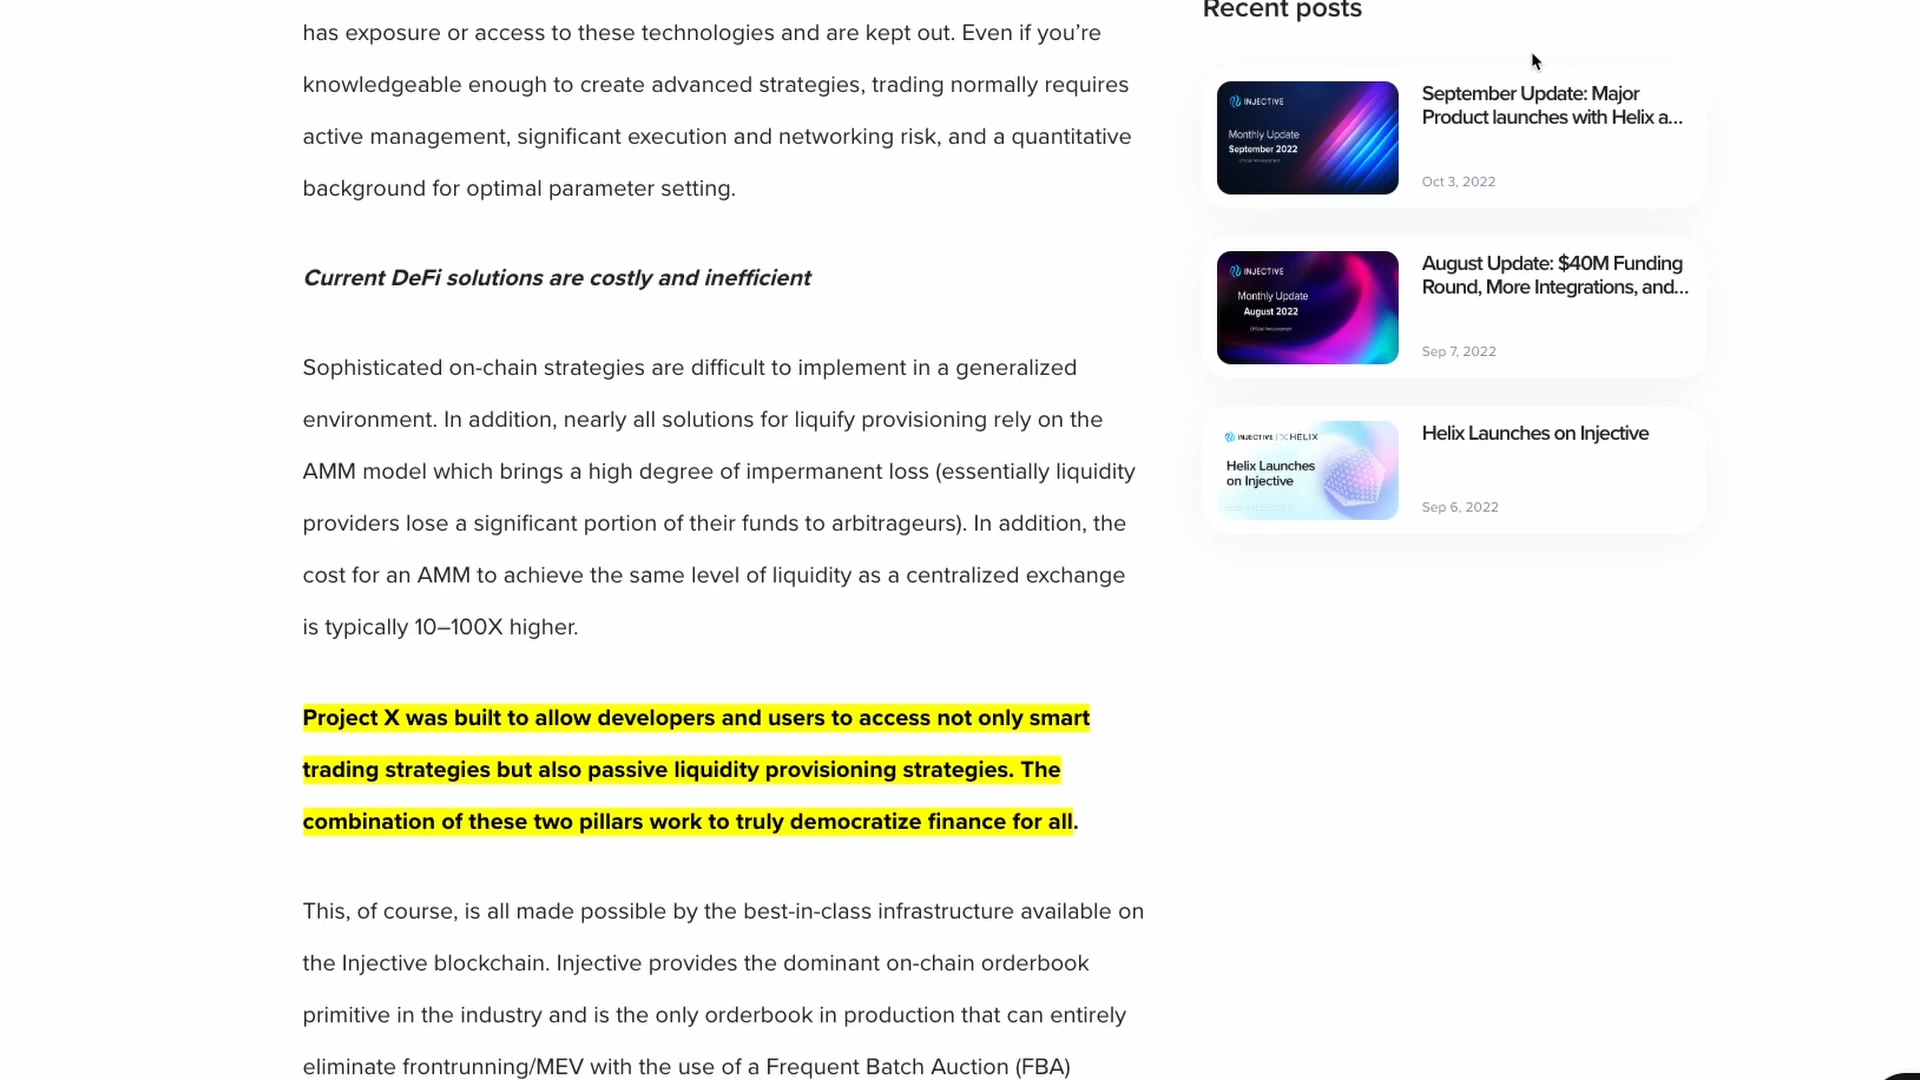 has exposure or access to these technologies and are kept out. Even if you’re
knowledgeable enough to create advanced strategies, trading normally requires
active management, significant execution and networking risk, and a quantitative
background for optimal parameter setting.
Current DeFi solutions are costly and inefficient
Sophisticated on-chain strategies are difficult to implement in a generalized
environment. In addition, nearly all solutions for liquify provisioning rely on the
AMM model which brings a high degree of impermanent loss (essentially liquidity
providers lose a significant portion of their funds to arbitrageurs). In addition, the
cost for an AMM to achieve the same level of liquidity as a centralized exchange
is typically 10–100X higher.
Project X was built to allow developers and users to access not only smart
trading strategies but also passive liquidity provisioning strategies. The
combination of these two pillars work to truly democratize finance for all.
This, of course, is all made possible by the best-in-class infrastructure available on
the Injective blockchain. Injective provides the dominant on-chain orderbook
primitive in the industry and is the only orderbook in production that can entirely
eliminate frontrunning/MEV with the use of a Frequent Batch Auction (FBA)
Recent posts
INJECTIVE
Monthly Update
September 2022
September Update: Major
Product launches with Helix a...
Oct 3, 2022
INJECTIVE
Monthly Update
August 2022
August Update: $40M Funding
Round, More Integrations, and...
Sep 7, 2022
INJECTIVE | HELIX
Helix Launches
on Injective
Helix Launches on Injective
Sep 6, 2022